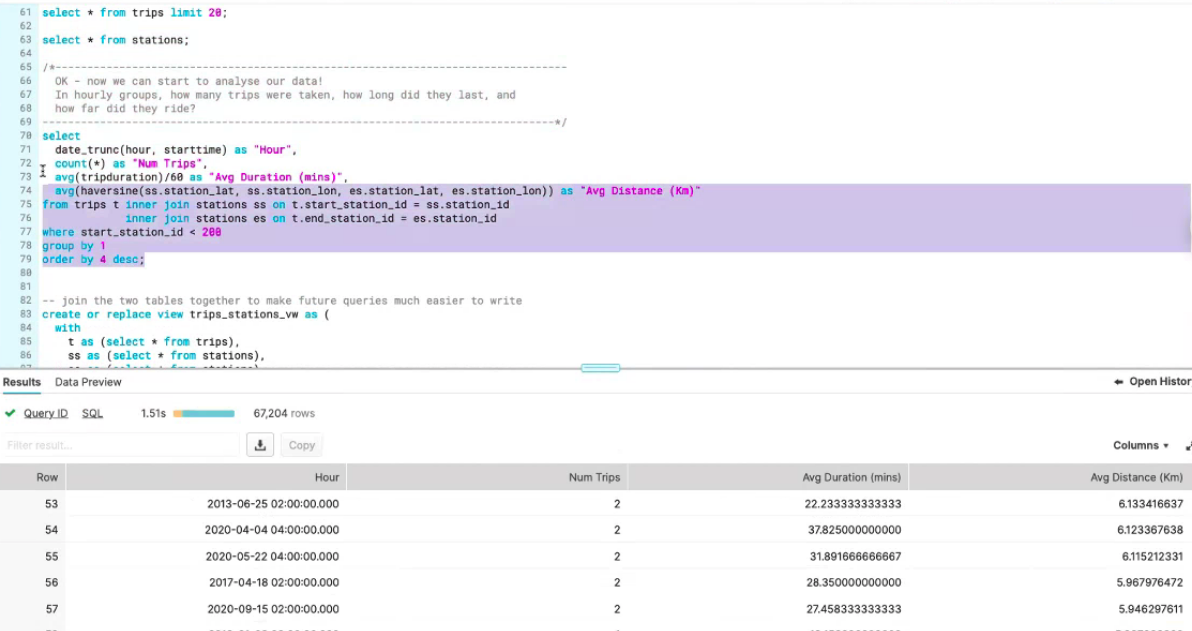 61 select * from trips limit 20;
62
63 select * from stations;
64
65 /*------------------------------------------------------------------------------
66 OK - now we can start to analyse our data!
67 In hourly groups, how many trips were taken, how long did they last, and
68 how far did they ride?
69 ------------------------------------------------------------------------------*/
70 select
71 date_trunc(hour, starttime) as "Hour",
72 count(*) as "Num Trips",
73 avg(tripduration)/60 as "Avg Duration (mins)",
74 avg(haversine(ss.station_lat, ss.station_lon, es.station_lat, es.station_lon)) as "Avg Distance (Km)"
75 from trips t inner join stations ss on t.start_station_id = ss.station_id
76 inner join stations es on t.end_station_id = es.station_id
77 where start_station_id < 200
78 group by 1
79 order by 4 desc;
80
81
82 -- join the two tables together to make future queries much easier to write
83 create or replace view trips_stations_vw as (
84 with
85 t as (select * from trips),
86 ss as (select * from stations),
Results Data Preview Open Histor
Query ID SQL 1.51s 67,204 rows
Filter result... Copy Columns
Row Hour Num Trips Avg Duration (mins) Avg Distance (Km)
53 2013-06-25 02:00:00.000 2 22.233333333333 6.133416637
54 2020-04-04 04:00:00.000 2 37.825000000000 6.123367638
55 2020-05-22 04:00:00.000 2 31.891666666667 6.115212331
56 2017-04-18 02:00:00.000 2 28.350000000000 5.967976472
57 2020-09-15 02:00:00.000 2 27.458333333333 5.946297611